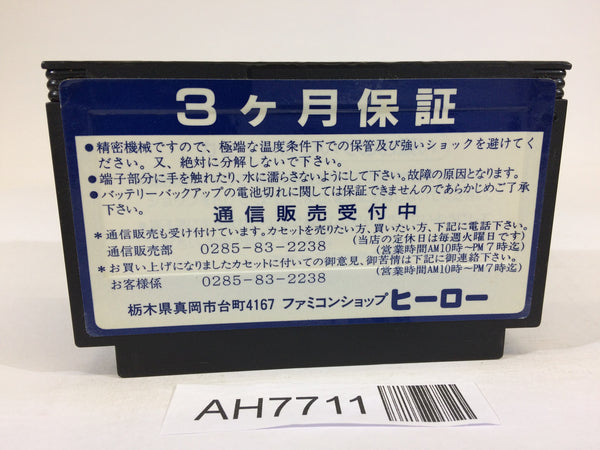 3ヶ月保証
●精密機械ですので、極端な温度条件下での保管及び強いショックを避けてく
ださい。又、絶対に分解しないで下さい。
●端子部分に手を触れたり、水に濡らさないようにして下さい。故障の原因となります。
●バッテリーバックアップの電池切れに関しては保証できませんのであらかじめご了承
下さい。
通信販売受付中
*通信販売も受け付けています。カセットを売りたい方、買いたい方、下記に電話下さい。
(当店の定休日は毎週火曜日です)
通信販売部 0285-83-2238 (営業時間AM10時~PM7時迄)
*お買い上げになりましたカセットに付いての御意見、御苦情は下記に御連絡下さい。
お客様係 0285-83-2238 (営業時間AM10時~PM7時迄)
栃木県真岡市台町4167 ファミコンショップ ヒーロー
AH7711